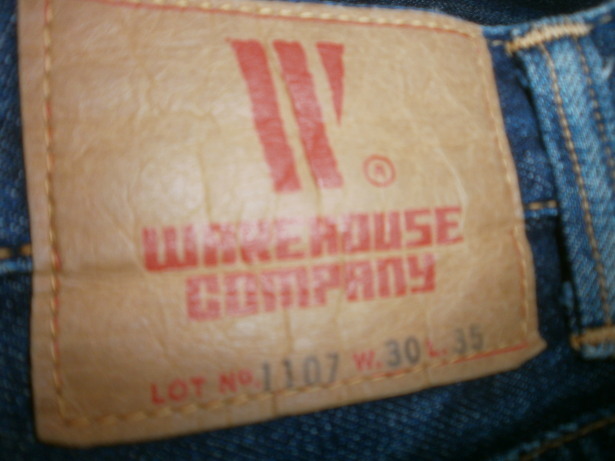 W
®
WAREHOUSE
COMPANY
LOT No. 1107 W. 30 L. 35